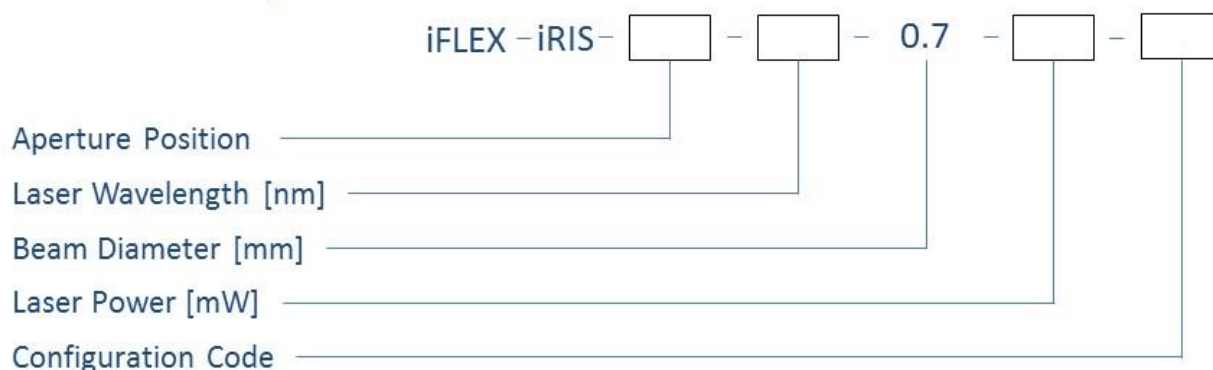 iFLEX – iRIS – – – 0.7 – –
Aperture Position
Laser Wavelength [nm]
Beam Diameter [mm]
Laser Power [mW]
Configuration Code